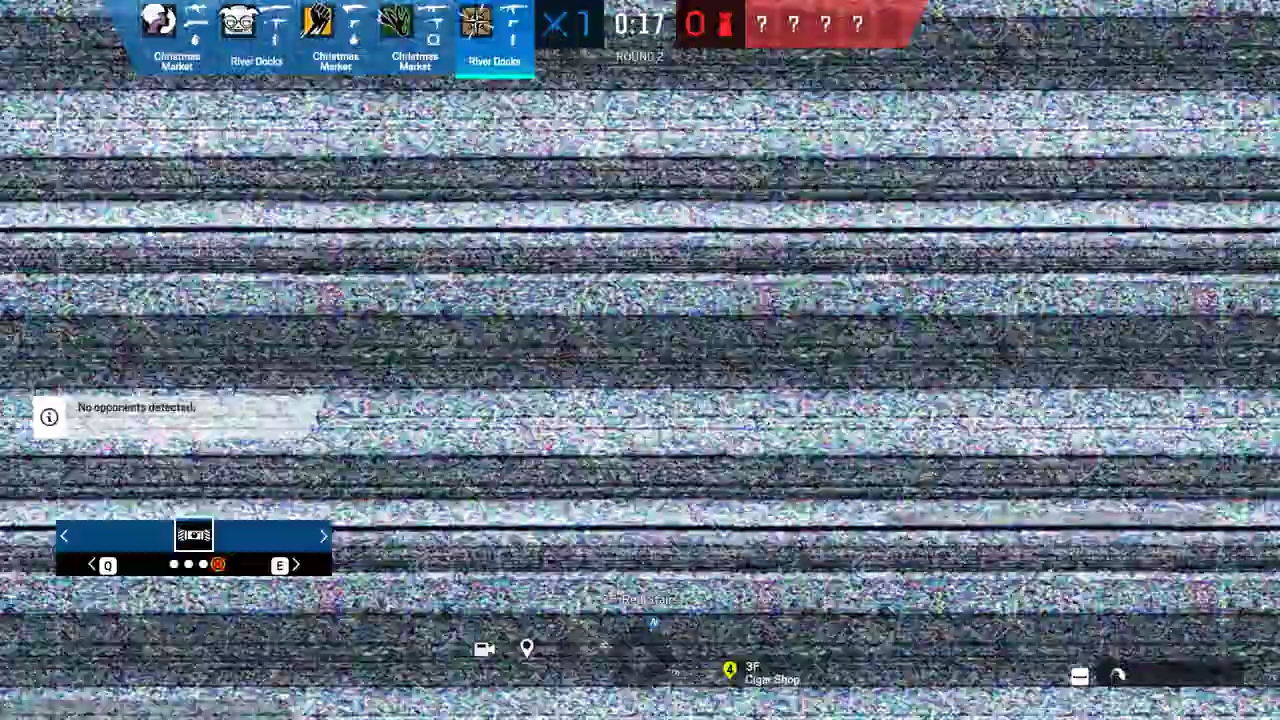 1 0:17 0 ? ? ? ?
Christmas Market
River Docks
Christmas Market
Christmas Market
River Docks
ROUND 2
No opponents detected.
Q E
Red Stair
N
4 3F
Cigar Shop